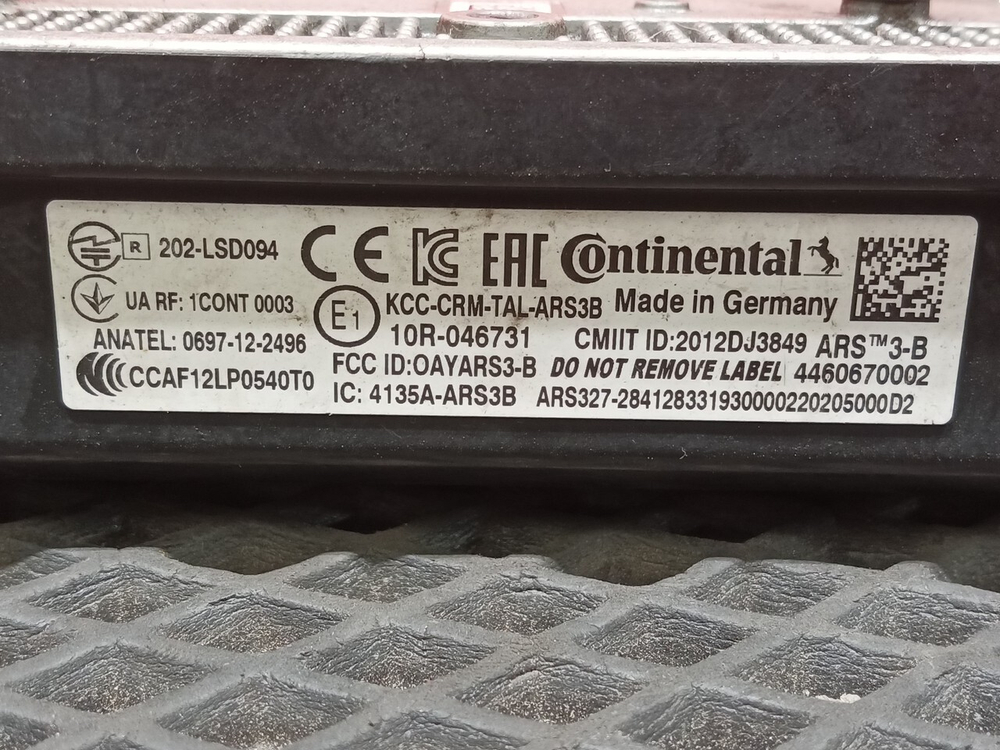 R 202-LSD094 CE KC EAC Continental
UA RF: 1CONT 0003 E1 KCC-CRM-TAL-ARS3B Made in Germany
ANATEL: 0697-12-2496 10R-046731 CMIIT ID:2012DJ3849 ARS™3-B
CCAF12LP0540T0 FCC ID:OAYARS3-B DO NOT REMOVE LABEL 4460670002
IC: 4135A-ARS3B ARS327-284128331930000220205000D2